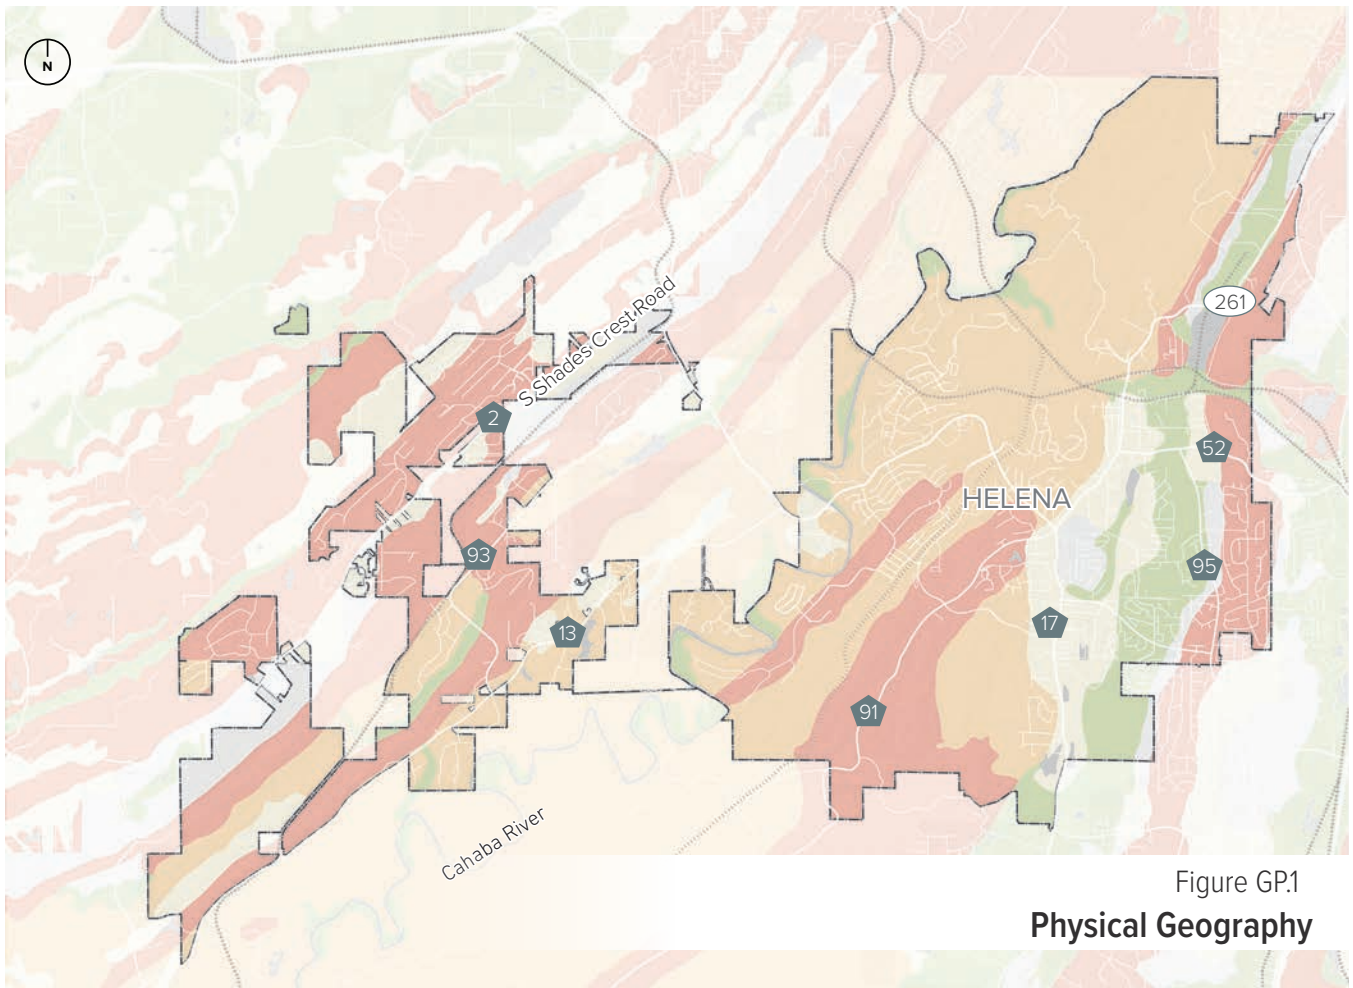 N
261
S Shades Crest Road
2
52
HELENA
93
95
17
13
91
Cahaba River
Figure GP.1
Physical Geography